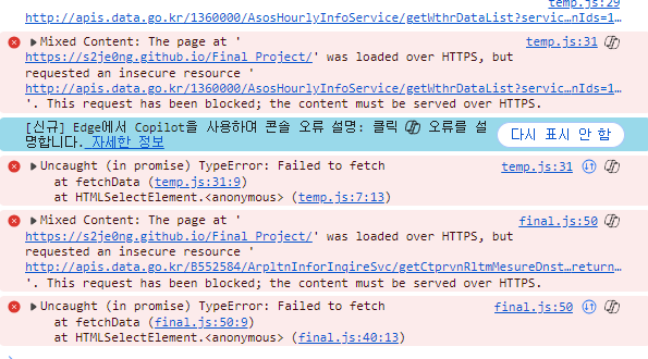 temp.js:29
http://apis.data.go.kr/1360000/AsosHourlyInfoService/getWthrDataList?servic…nIds=1…
Mixed Content: The page at ' temp.js:31
https://s2je0ng.github.io/Final_Project/' was loaded over HTTPS, but
requested an insecure resource '
http://apis.data.go.kr/1360000/AsosHourlyInfoService/getWthrDataList?servic…nIds=1…
'. This request has been blocked; the content must be served over HTTPS.
[신규] Edge에서 Copilot을 사용하여 콘솔 오류 설명: 클릭 오류를 설
명합니다. 자세한 정보
다시 표시 안 함
Uncaught (in promise) TypeError: Failed to fetch temp.js:31
at fetchData (temp.js:31:9)
at HTMLSelectElement.<anonymous> (temp.js:7:13)
Mixed Content: The page at ' final.js:50
https://s2je0ng.github.io/Final_Project/' was loaded over HTTPS, but
requested an insecure resource '
http://apis.data.go.kr/B552584/ArpltnInforInqireSvc/getCtprvnRltmMesureDnst…return…
'. This request has been blocked; the content must be served over HTTPS.
Uncaught (in promise) TypeError: Failed to fetch final.js:50
at fetchData (final.js:50:9)
at HTMLSelectElement.<anonymous> (final.js:40:13)